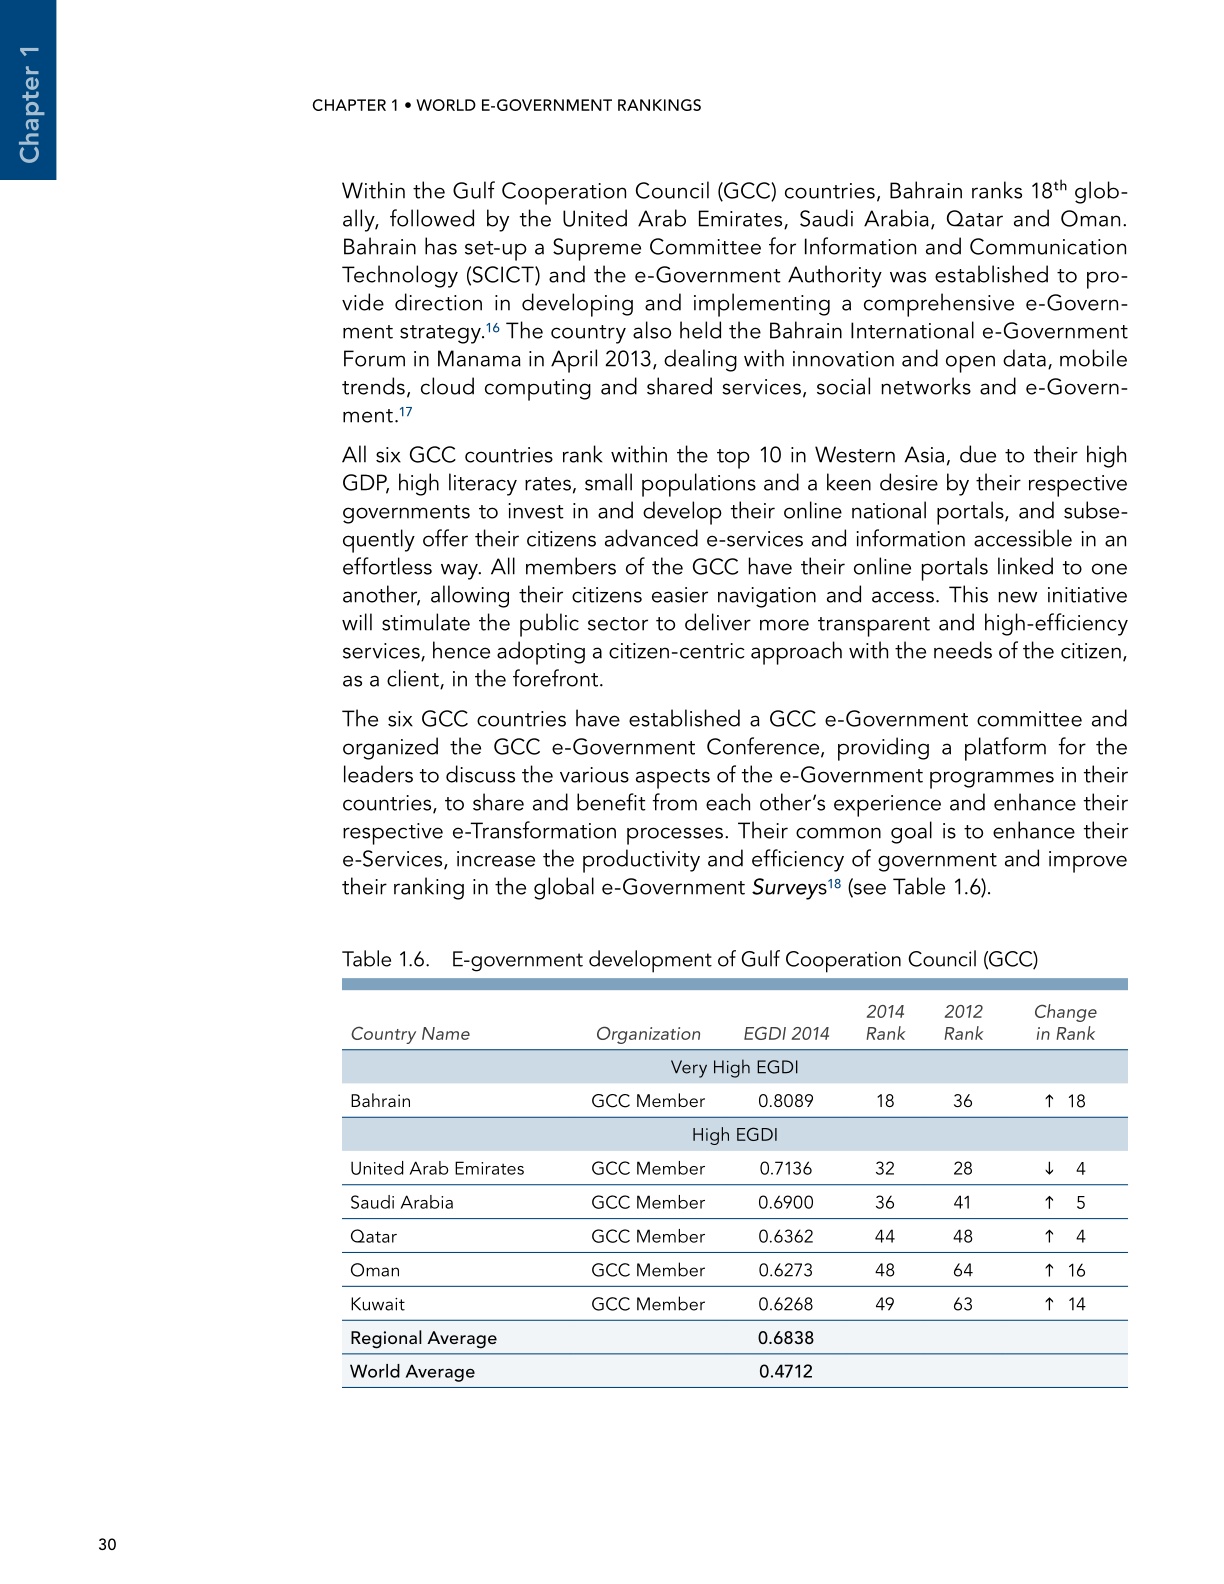 Chapter 1
CHAPTER 1 • WORLD E-GOVERNMENT RANKINGS
Within the Gulf Cooperation Council (GCC) countries, Bahrain ranks 18th glob-
ally, followed by the United Arab Emirates, Saudi Arabia, Qatar and Oman.
Bahrain has set-up a Supreme Committee for Information and Communication
Technology (SCICT) and the e-Government Authority was established to pro-
vide direction in developing and implementing a comprehensive e-Govern-
ment strategy.16 The country also held the Bahrain International e-Government
Forum in Manama in April 2013, dealing with innovation and open data, mobile
trends, cloud computing and shared services, social networks and e-Govern-
ment.17
All six GCC countries rank within the top 10 in Western Asia, due to their high
GDP, high literacy rates, small populations and a keen desire by their respective
governments to invest in and develop their online national portals, and subse-
quently offer their citizens advanced e-services and information accessible in an
effortless way. All members of the GCC have their online portals linked to one
another, allowing their citizens easier navigation and access. This new initiative
will stimulate the public sector to deliver more transparent and high-efficiency
services, hence adopting a citizen-centric approach with the needs of the citizen,
as a client, in the forefront.
The six GCC countries have established a GCC e-Government committee and
organized the GCC e-Government Conference, providing a platform for the
leaders to discuss the various aspects of the e-Government programmes in their
countries, to share and benefit from each other's experience and enhance their
respective e-Transformation processes. Their common goal is to enhance their
e-Services, increase the productivity and efficiency of government and improve
their ranking in the global e-Government Surveys18 (see Table 1.6).
Table 1.6. E-government development of Gulf Cooperation Council (GCC)
2014 2012 Change
Country Name Organization EGDI 2014 Rank Rank in Rank
Very High EGDI
Bahrain GCC Member 0.8089 18 36 ↑ 18
High EGDI
United Arab Emirates GCC Member 0.7136 32 28 ↓ 4
Saudi Arabia GCC Member 0.6900 36 41 ↑ 5
Qatar GCC Member 0.6362 44 48 ↑ 4
Oman GCC Member 0.6273 48 64 ↑ 16
Kuwait GCC Member 0.6268 49 63 ↑ 14
Regional Average 0.6838
World Average 0.4712
30